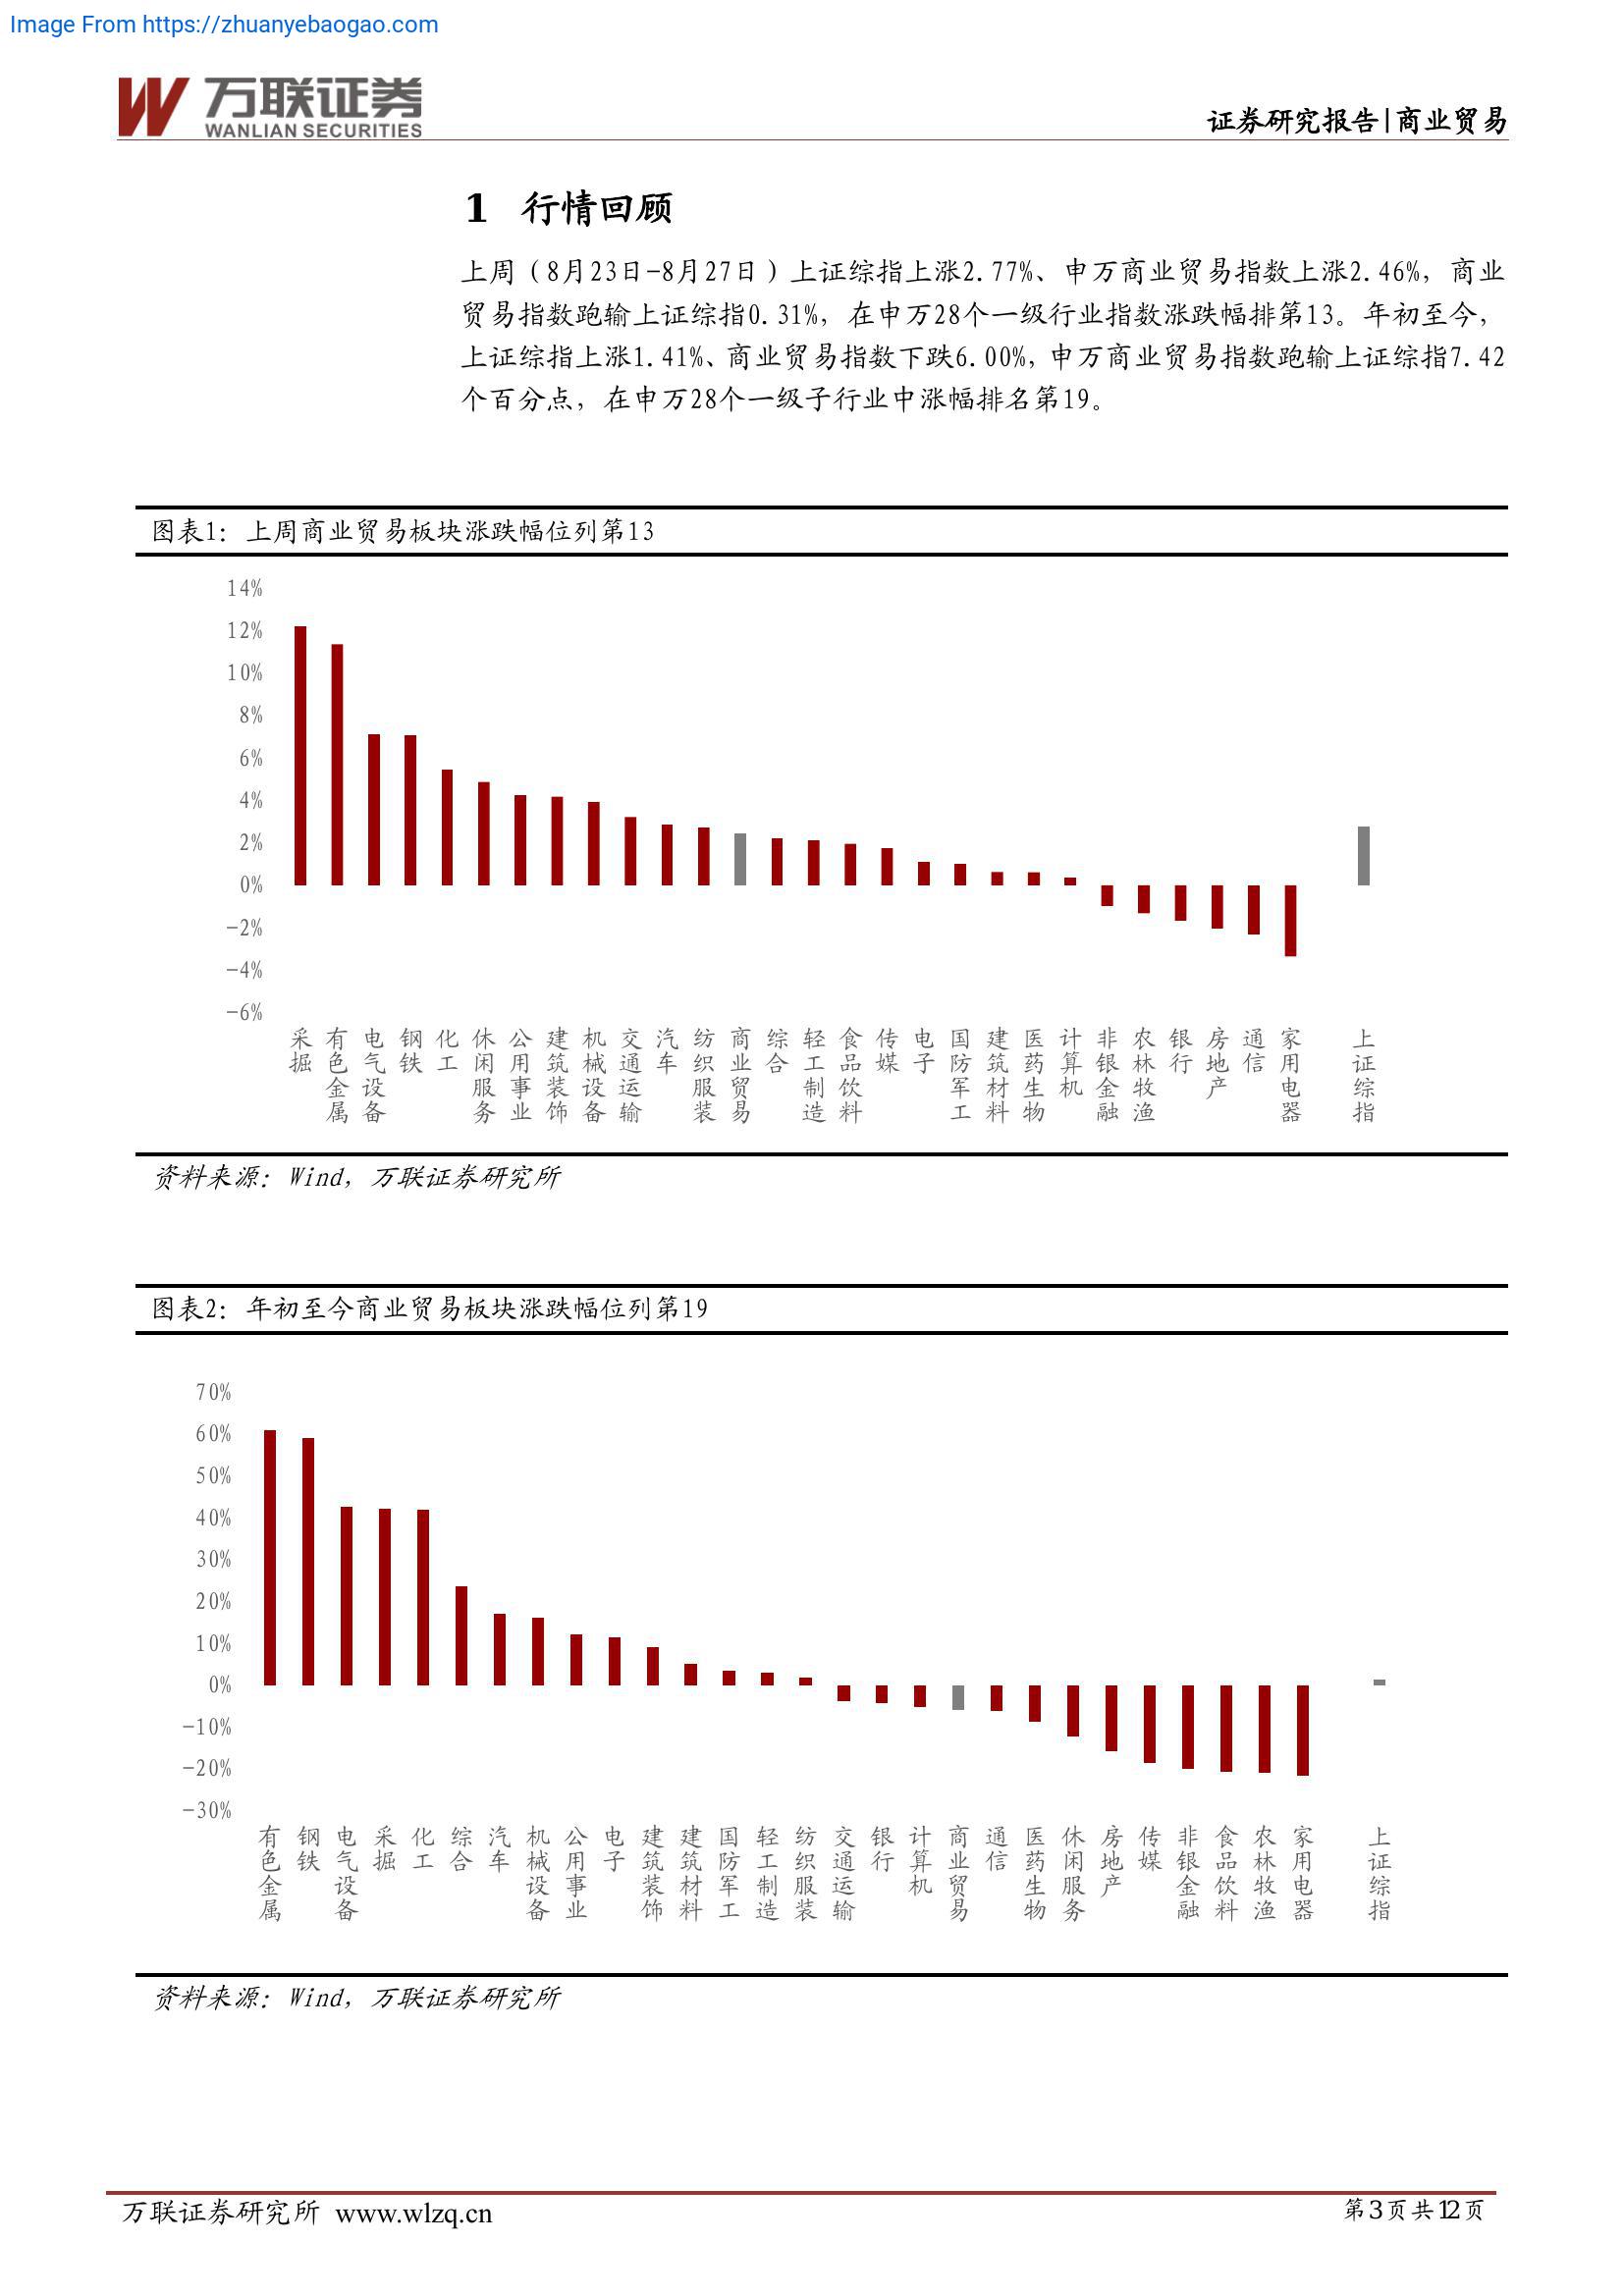 Image From https://zhuanyebaogao.com
万联证券
WANLIAN SECURITIES
证券研究报告|商业贸易
1 行情回顾
上周（8月23日-8月27日）上证综指上涨2.77%、申万商业贸易指数上涨2.46%，商业
贸易指数跑输上证综指0.31%，在申万28个一级行业指数涨跌幅排第13。年初至今，
上证综指上涨1.41%、商业贸易指数下跌6.00%，申万商业贸易指数跑输上证综指7.42
个百分点，在申万28个一级子行业中涨幅排名第19。
图表1：上周商业贸易板块涨跌幅位列第13
14%
12%
10%
8%
6%
4%
2%
0%
-2%
-4%
-6%
采掘
有色金属
电气设备
钢铁
化工
休闲服务
公用事业
建筑装饰
机械设备
交通运输
汽车
纺织服装
商业贸易
综合
轻工制造
食品饮料
传媒
电子
国防军工
建筑材料
医药生物
计算机
非银金融
农林牧渔
银行
房地产
通信
家用电器
上证综指
资料来源：Wind，万联证券研究所
图表2：年初至今商业贸易板块涨跌幅位列第19
70%
60%
50%
40%
30%
20%
10%
0%
-10%
-20%
-30%
有色金属
钢铁
电气设备
采掘
化工
综合
汽车
机械设备
公用事业
电子
建筑装饰
建筑材料
国防军工
轻工制造
纺织服装
交通运输
银行
计算机
商业贸易
通信
医药生物
休闲服务
房地产
传媒
非银金融
食品饮料
农林牧渔
家用电器
上证综指
资料来源：Wind，万联证券研究所
万联证券研究所 www.wlzq.cn
第3页共12页